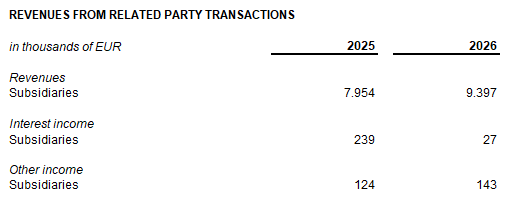 REVENUES FROM RELATED PARTY TRANSACTIONS
in thousands of EUR 2025 2026
Revenues
Subsidiaries 7.954 9.397
Interest income
Subsidiaries 239 27
Other income
Subsidiaries 124 143